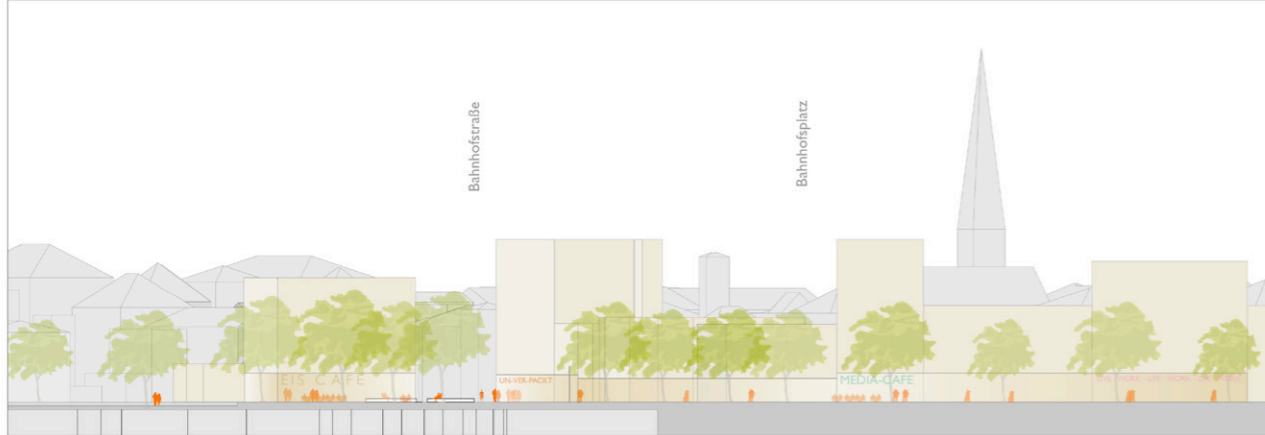 Bahnhofstraße
Bahnhofsplatz
EIS CAFE
UN-VER-PACKT
MEDIA-CAFE